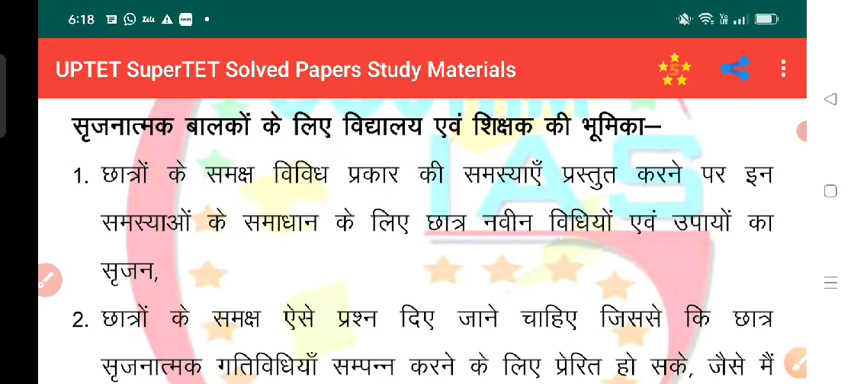 6:18
UPTET SuperTET Solved Papers Study Materials
सृजनात्मक बालकों के लिए विद्यालय एवं शिक्षक की भूमिका–
1. छात्रों के समक्ष विविध प्रकार की समस्याएँ प्रस्तुत करने पर इन
समस्याओं के समाधान के लिए छात्र नवीन विधियों एवं उपायों का
सृजन,
2. छात्रों के समक्ष ऐसे प्रश्न दिए जाने चाहिए जिससे कि छात्र
सृजनात्मक गतिविधियाँ सम्पन्न करने के लिए प्रेरित हो सके, जैसे मैं
IAS